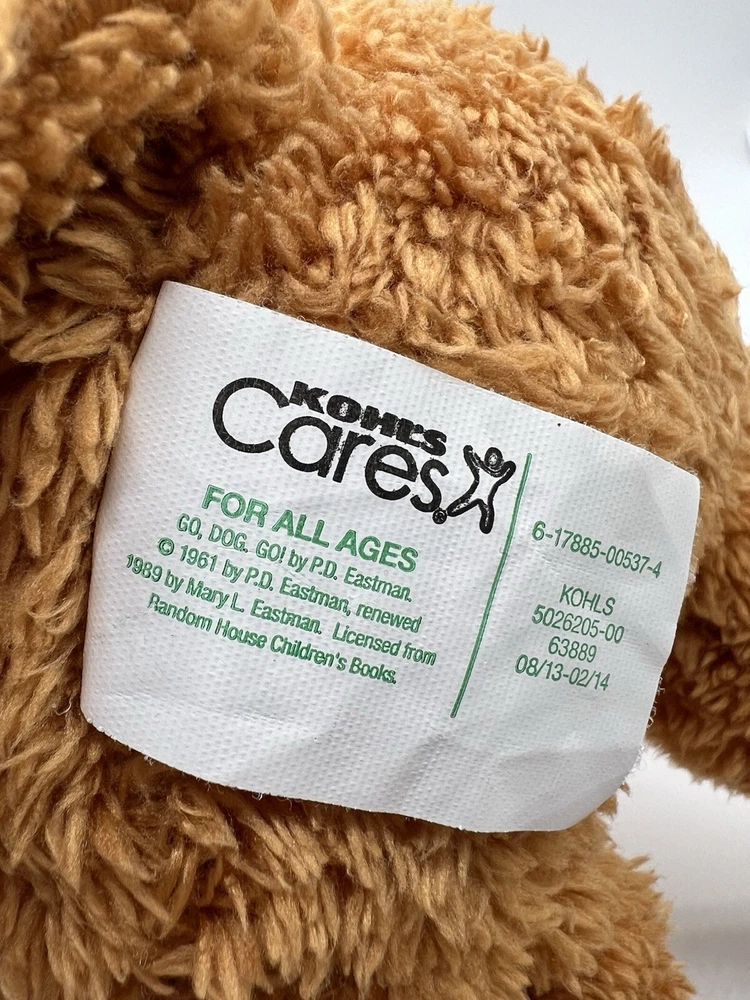 KOHL'S
Cares®
FOR ALL AGES
GO, DOG. GO! by P.D. Eastman.
© 1961 by P.D. Eastman, renewed
1989 by Mary L. Eastman. Licensed from
Random House Children's Books.
6-17885-00537-4
KOHLS
5026205-00
63889
08/13-02/14